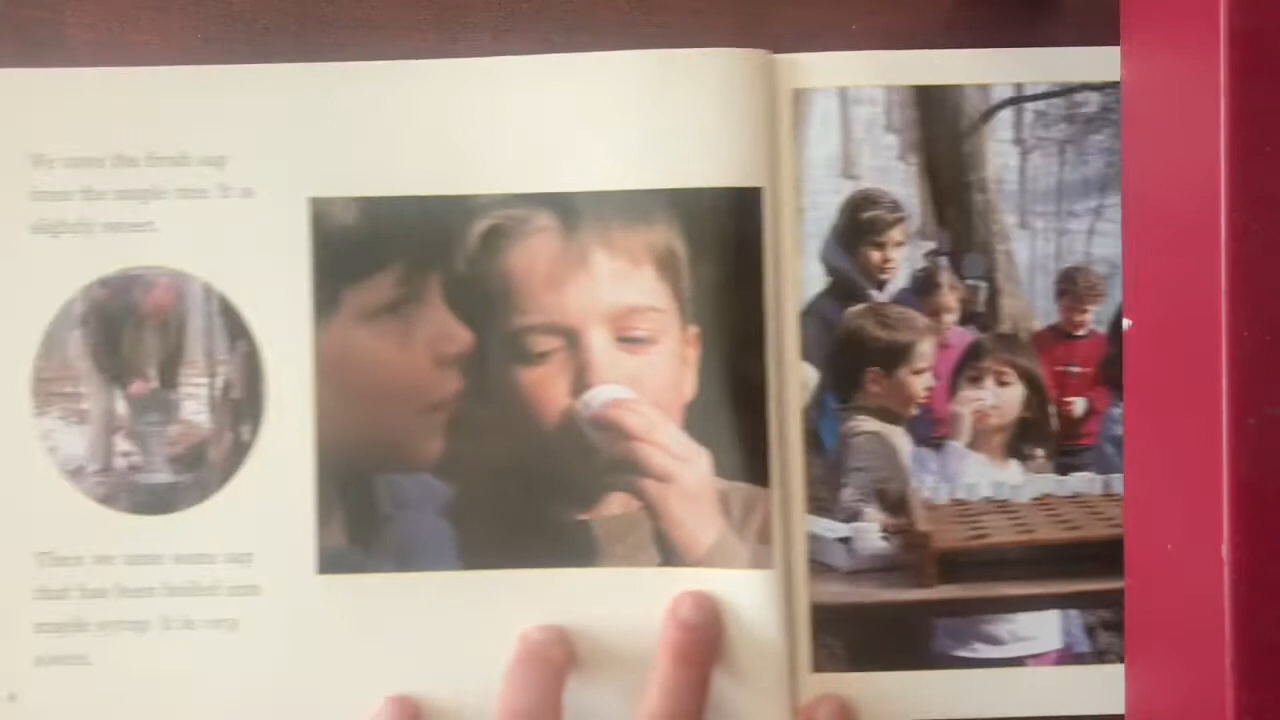 We taste the fresh sap
from the maple tree. It is
slightly sweet.
Then we taste some sap
that has been boiled into
maple syrup. It is very
sweet.